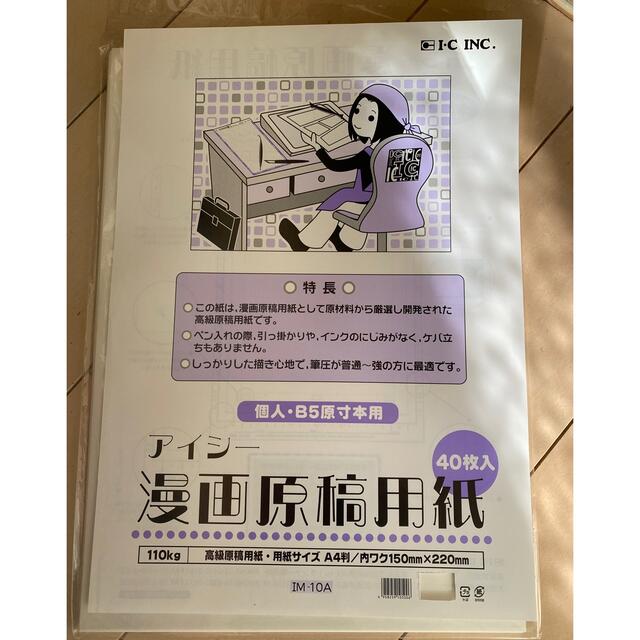 I·C INC.
○ 特長 ○
○この紙は,漫画原稿用紙として原材料から厳選し開発された
高級原稿用紙です。
○ペン入れの際,引っ掛かりや,インクのにじみがなく,ケバ立
ちもありません。
○しっかりした描き心地で,筆圧が普通〜強の方に最適です。
個人・B5原寸本用
アイシー
40枚入
漫画原稿用紙
110kg
高級原稿用紙・用紙サイズ A4判/内ワク150mm×220mm
IM-10A